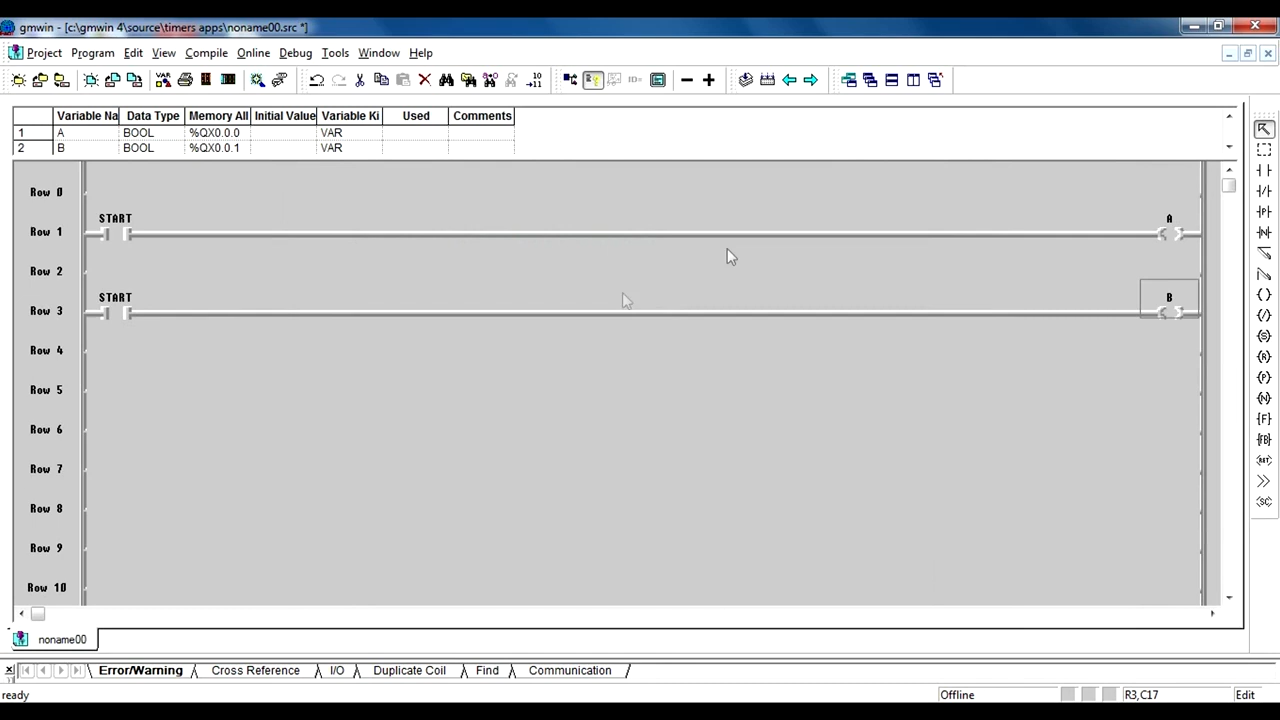 gmwin - [c:\gmwin 4\source\timers apps\noname00.src *]
Project Program Edit View Compile Online Debug Tools Window Help
Variable Na Data Type Memory All Initial Value Variable Ki Used Comments
1 A BOOL %QX0.0.0 VAR
2 B BOOL %QX0.0.1 VAR
Row 0
START A
Row 1
Row 2
START B
Row 3
Row 4
Row 5
Row 6
Row 7
Row 8
Row 9
Row 10
noname00
Error/Warning Cross Reference I/O Duplicate Coil Find Communication
ready Offline R3,C17 Edit